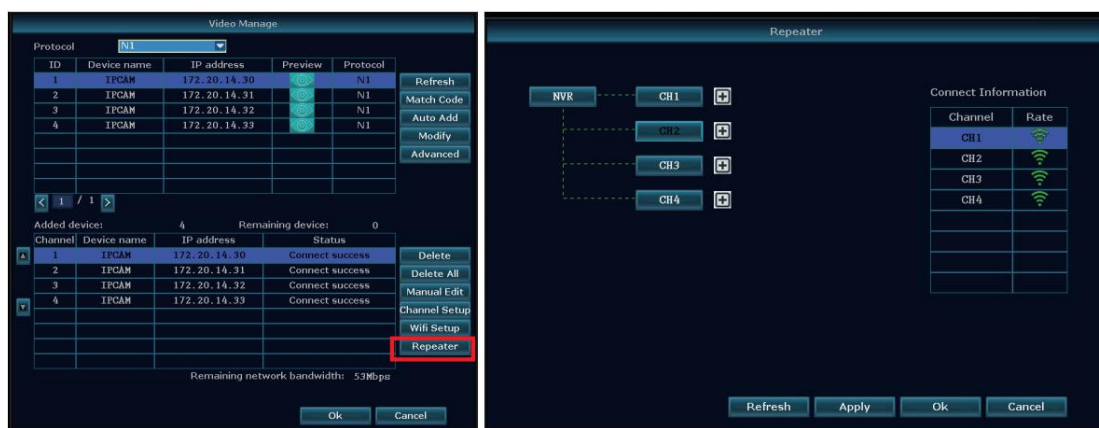 Video Manage
Protocol N1
ID Device name IP address Preview Protocol
1 IPCAM 172.20.14.30 N1 Refresh
2 IPCAM 172.20.14.31 N1 Match Code
3 IPCAM 172.20.14.32 N1 Auto Add
4 IPCAM 172.20.14.33 N1 Modify
Advanced
< 1 / 1 >
Added device: 4 Remaining device: 0
Channel Device name IP address Status
1 IPCAM 172.20.14.30 Connect success Delete
2 IPCAM 172.20.14.31 Connect success Delete All
3 IPCAM 172.20.14.32 Connect success Manual Edit
4 IPCAM 172.20.14.33 Connect success Channel Setup
Wifi Setup
Repeater
Remaining network bandwidth: 53Mbps
Ok Cancel
Repeater
NVR CH1
CH2
CH3
CH4
Connect Information
Channel Rate
CH1
CH2
CH3
CH4
Refresh Apply Ok Cancel